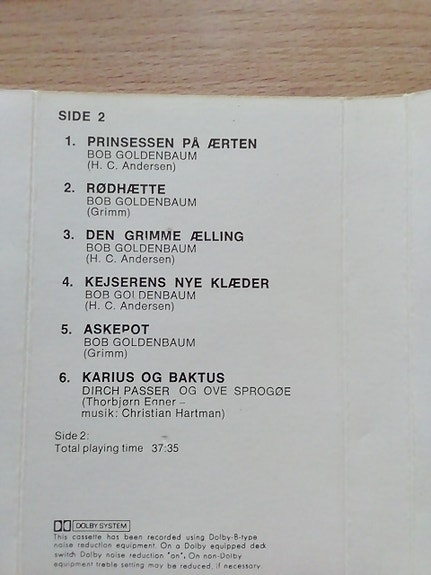 SIDE 2
1. PRINSESSEN PÅ ÆRTEN
BOB GOLDENBAUM
(H. C. Andersen)
2. RØDHÆTTE
BOB GOLDENBAUM
(Grimm)
3. DEN GRIMME ÆLLING
BOB GOLDENBAUM
(H. C. Andersen)
4. KEJSERENS NYE KLÆDER
BOB GOLDENBAUM
(H. C. Andersen)
5. ASKEPOT
BOB GOLDENBAUM
(Grimm)
6. KARIUS OG BAKTUS
DIRCH PASSER OG OVE SPROGØE
(Thorbjørn Egner –
musik: Christian Hartman)
Side 2:
Total playing time 37:35
DOLBY SYSTEM
This cassette has been recorded using Dolby-B-type
noise reduction equipment. On a Dolby equipped deck
switch Dolby noise reduction "on". On non-Dolby
equipment treble setting may be reduced, if necessary